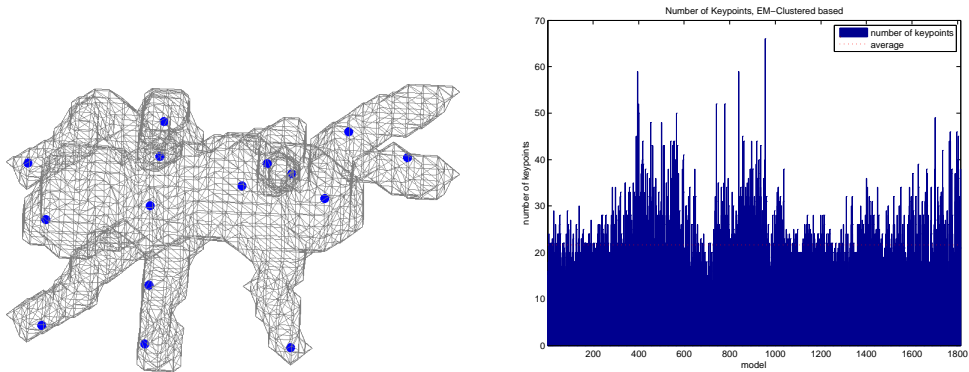 Number of Keypoints, EM−Clustered based
number of keypoints
average
70
60
50
40
30
20
10
0
number of keypoints
200 400 600 800 1000 1200 1400 1600 1800
model